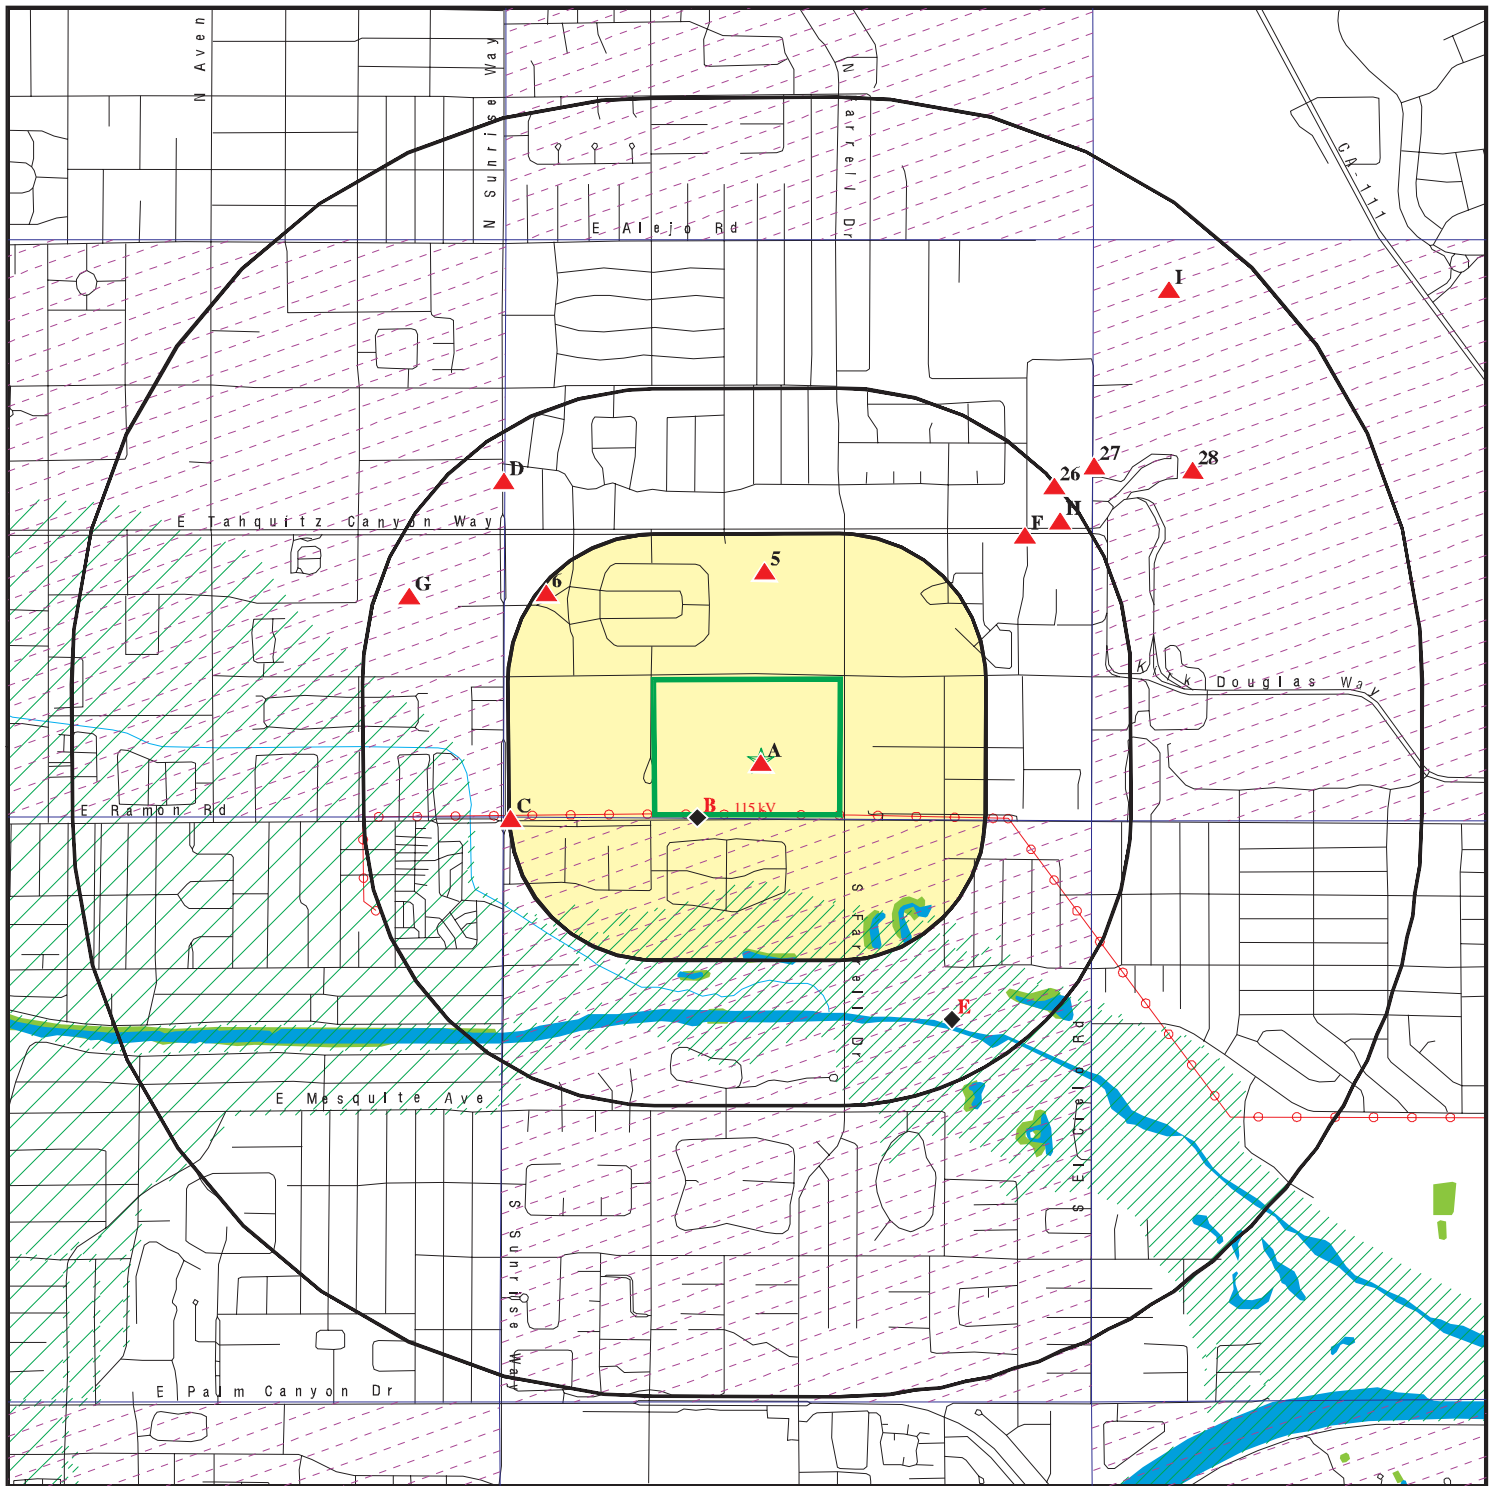 N Aven
N Sunrise Way
N Farrell Dr
CA-111
E Alejo Rd
I
D
27
28
26
E Tahquitz Canyon Way
H
F
5
6
G
Kirk Douglas Way
A
E Ramon Rd
C
B
115 kV
S Farrell Dr
E
S El Cielo Rd
E Mesquite Ave
S Sunrise Way
E Palm Canyon Dr